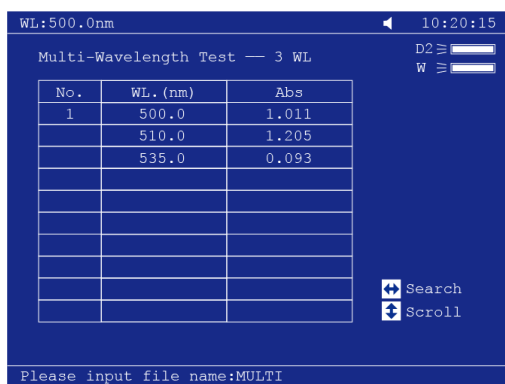 WL:500.0nm 10:20:15
D2
Multi-Wavelength Test —— 3 WL
W
No. WL.(nm) Abs
1 500.0 1.011
510.0 1.205
535.0 0.093
Search
Scroll
Please input file name:MULTI